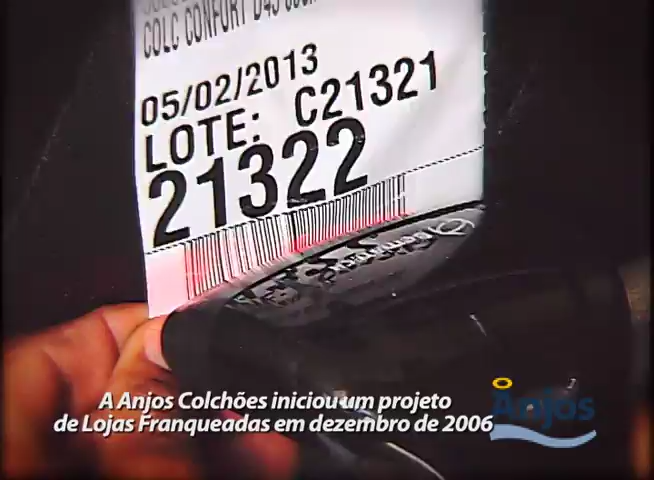 COLC CONFORT D45
05/02/2013
LOTE: C21321
21322
A Anjos Colchões iniciou um projeto
de Lojas Franqueadas em dezembro de 2006
Anjos